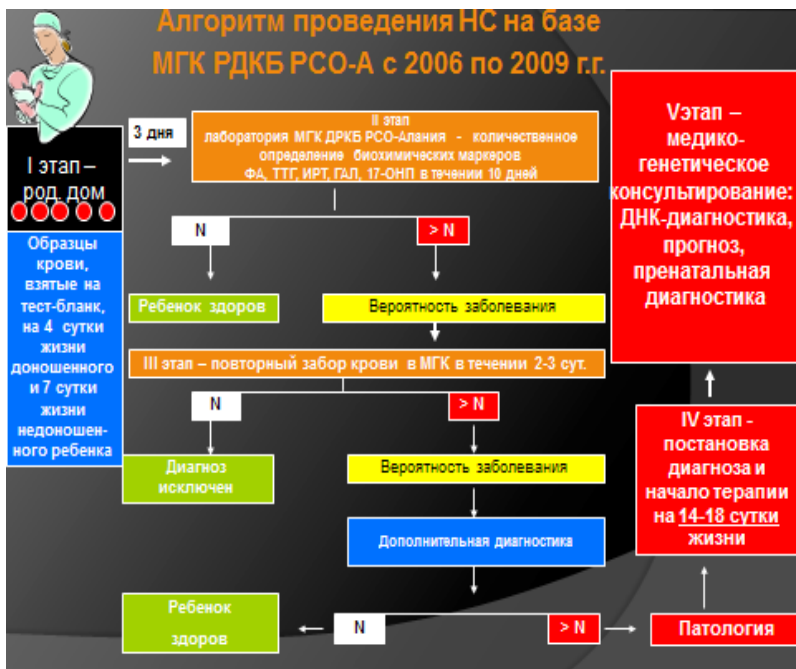 Алгоритм проведения НС на базе
МГК РДКБ РСО-А с 2006 по 2009 г.г.
I этап –
род. дом
Образцы
крови,
взятые на
тест-бланк,
на 4 сутки
жизни
доношенного
и 7 сутки
жизни
недоношен-
ного ребенка
3 дня
II этап
лаборатория МГК ДРКБ РСО-Алания - количественное
определение биохимических маркеров
ФА, ТТГ, ИРТ, ГАЛ, 17-ОНП в течении 10 дней
N
> N
Ребенок здоров
Вероятность заболевания
III этап – повторный забор крови в МГК в течении 2-3 сут.
N
> N
Диагноз
исключен
Вероятность заболевания
Дополнительная диагностика
Ребенок
здоров
N
> N
Патология
IV этап -
постановка
диагноза и
начало терапии
на 14-18 сутки
жизни
Vэтап –
медико-
генетическое
консультирование:
ДНК-диагностика,
прогноз,
пренатальная
диагностика